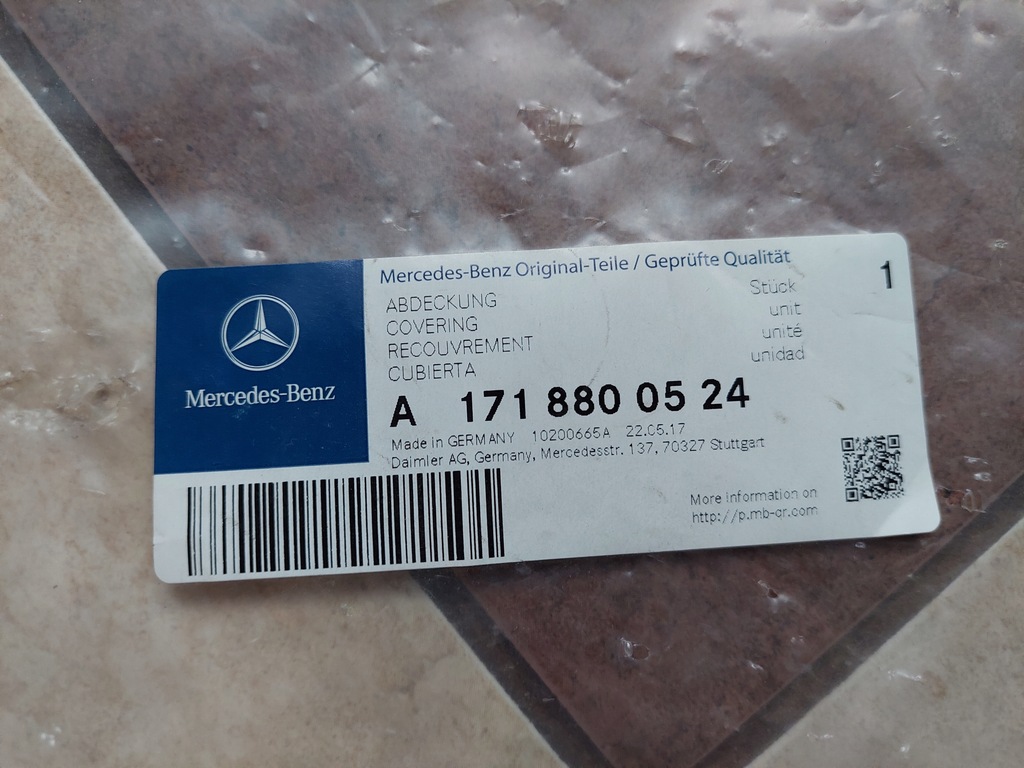 Mercedes-Benz
Mercedes-Benz Original-Teile / Geprüfte Qualität
ABDECKUNG Stück 1
COVERING unit
RECOUVREMENT unité
CUBIERTA unidad
A 171 880 05 24
Made in GERMANY 10200665A 22.05.17
Daimler AG, Germany, Mercedesstr. 137, 70327 Stuttgart
More information on
http://p.mb-qr.com